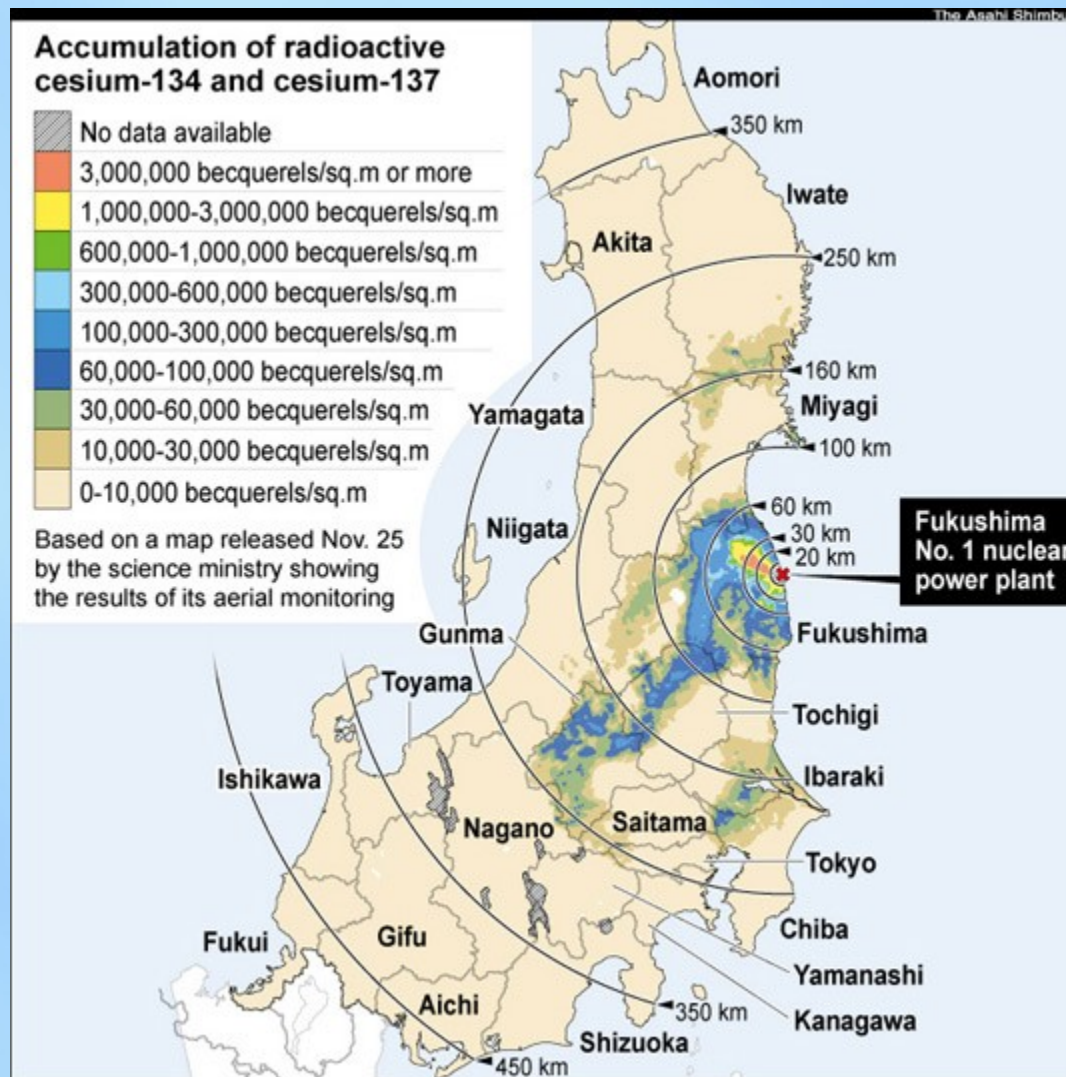 The Asahi Shimbu
Accumulation of radioactive
cesium-134 and cesium-137
No data available
3,000,000 becquerels/sq.m or more
1,000,000-3,000,000 becquerels/sq.m
600,000-1,000,000 becquerels/sq.m
300,000-600,000 becquerels/sq.m
100,000-300,000 becquerels/sq.m
60,000-100,000 becquerels/sq.m
30,000-60,000 becquerels/sq.m
10,000-30,000 becquerels/sq.m
0-10,000 becquerels/sq.m
Based on a map released Nov. 25
by the science ministry showing
the results of its aerial monitoring
Aomori
350 km
Iwate
Akita
250 km
160 km
Yamagata
Miyagi
100 km
60 km
Niigata
30 km
20 km
Fukushima
No. 1 nuclear
power plant
Gunma
Fukushima
Toyama
Tochigi
Ishikawa
Ibaraki
Nagano
Saitama
Tokyo
Chiba
Fukui
Gifu
Yamanashi
Aichi
350 km
Kanagawa
Shizuoka
450 km